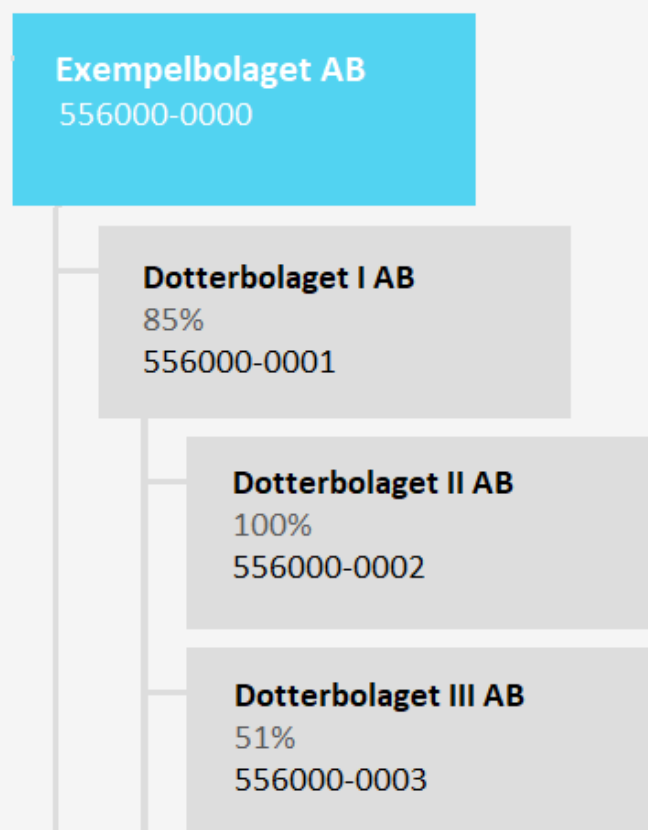 Exempelbolaget AB
556000-0000
Dotterbolaget I AB
85%
556000-0001
Dotterbolaget II AB
100%
556000-0002
Dotterbolaget III AB
51%
556000-0003